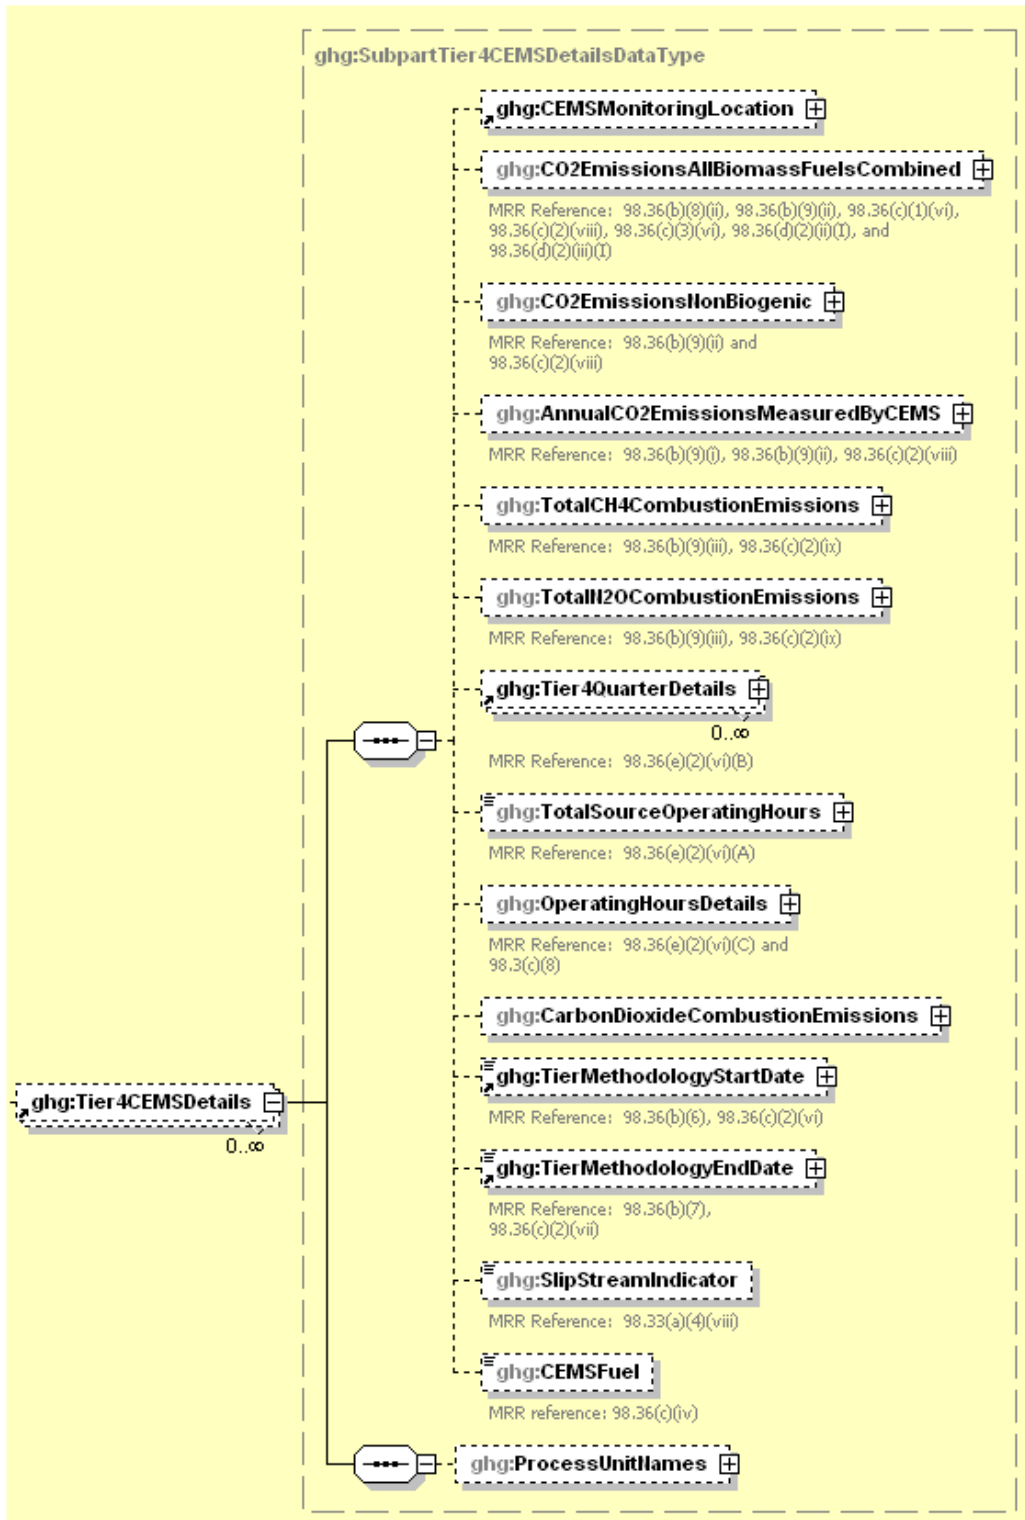 ghg:SubpartTier4CEMSDetailsDataType
ghg:CEMSMonitoringLocation
ghg:CO2EmissionsAllBiomassFuelsCombined
MRR Reference: 98.36(b)(8)(ii), 98.36(b)(9)(ii), 98.36(c)(1)(vi),
98.36(c)(2)(viii), 98.36(c)(3)(vi), 98.36(d)(2)(ii)(I), and
98.36(d)(2)(iii)(I)
ghg:CO2EmissionsNonBiogenic
MRR Reference: 98.36(b)(9)(ii) and
98.36(c)(2)(viii)
ghg:AnnualCO2EmissionsMeasuredByCEMS
MRR Reference: 98.36(b)(9)(i), 98.36(b)(9)(ii), 98.36(c)(2)(viii)
ghg:TotalCH4CombustionEmissions
MRR Reference: 98.36(b)(9)(iii), 98.36(c)(2)(ix)
ghg:TotalN2OCombustionEmissions
MRR Reference: 98.36(b)(9)(iii), 98.36(c)(2)(ix)
ghg:Tier4QuarterDetails
0..∞
MRR Reference: 98.36(e)(2)(vi)(B)
ghg:TotalSourceOperatingHours
MRR Reference: 98.36(e)(2)(vi)(A)
ghg:OperatingHoursDetails
MRR Reference: 98.36(e)(2)(vi)(C) and
98.3(c)(8)
ghg:CarbonDioxideCombustionEmissions
ghg:TierMethodologyStartDate
MRR Reference: 98.36(b)(6), 98.36(c)(2)(vi)
ghg:Tier4CEMSDetails
0..∞
ghg:TierMethodologyEndDate
MRR Reference: 98.36(b)(7),
98.36(c)(2)(vii)
ghg:SlipStreamIndicator
MRR Reference: 98.33(a)(4)(viii)
ghg:CEMSFuel
MRR reference: 98.36(c)(iv)
ghg:ProcessUnitNames